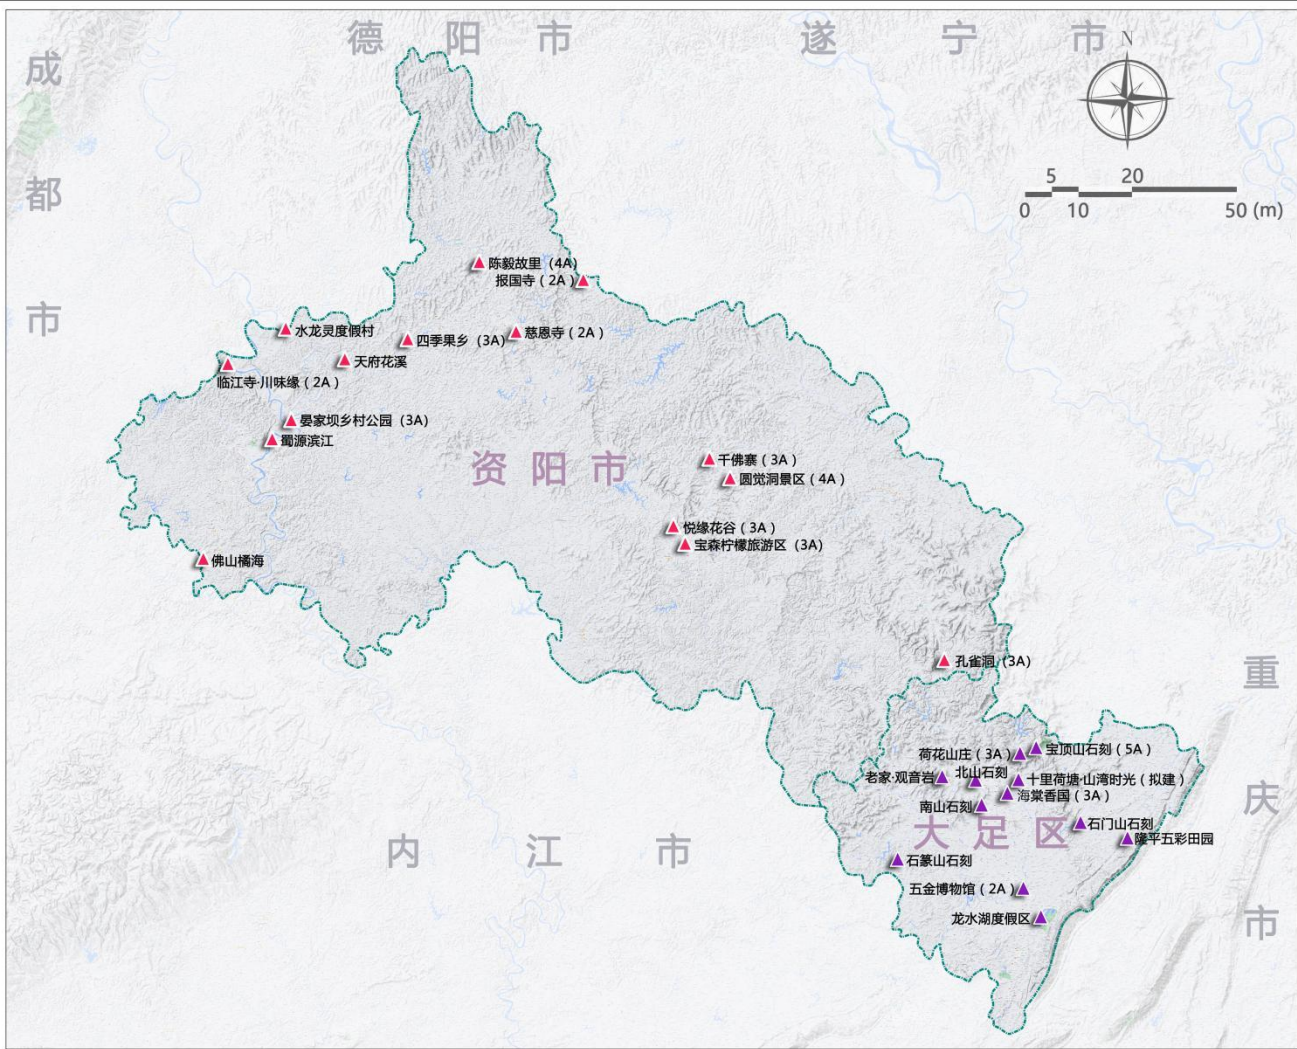 德阳市
遂宁市
成都市
N
5 20
0 10 50 (m)
陈毅故里（4A）
报国寺（2A）
水龙灵度假村
四季果乡（3A）
慈恩寺（2A）
天府花溪
临江寺·川味缘（2A）
晏家坝乡村公园（3A）
蜀源滨江
资阳市
千佛寨（3A）
圆觉洞景区（4A）
悦缘花谷（3A）
宝森柠檬旅游区（3A）
佛山橘海
孔雀洞（3A）
重庆市
宝顶山石刻（5A）
荷花山庄（3A）
北山石刻
老家·观音岩
十里荷塘·山湾时光（拟建）
海棠香国（3A）
南山石刻
大足区
石门山石刻
隆平五彩田园
内江市
石篆山石刻
五金博物馆（2A）
龙水湖度假区